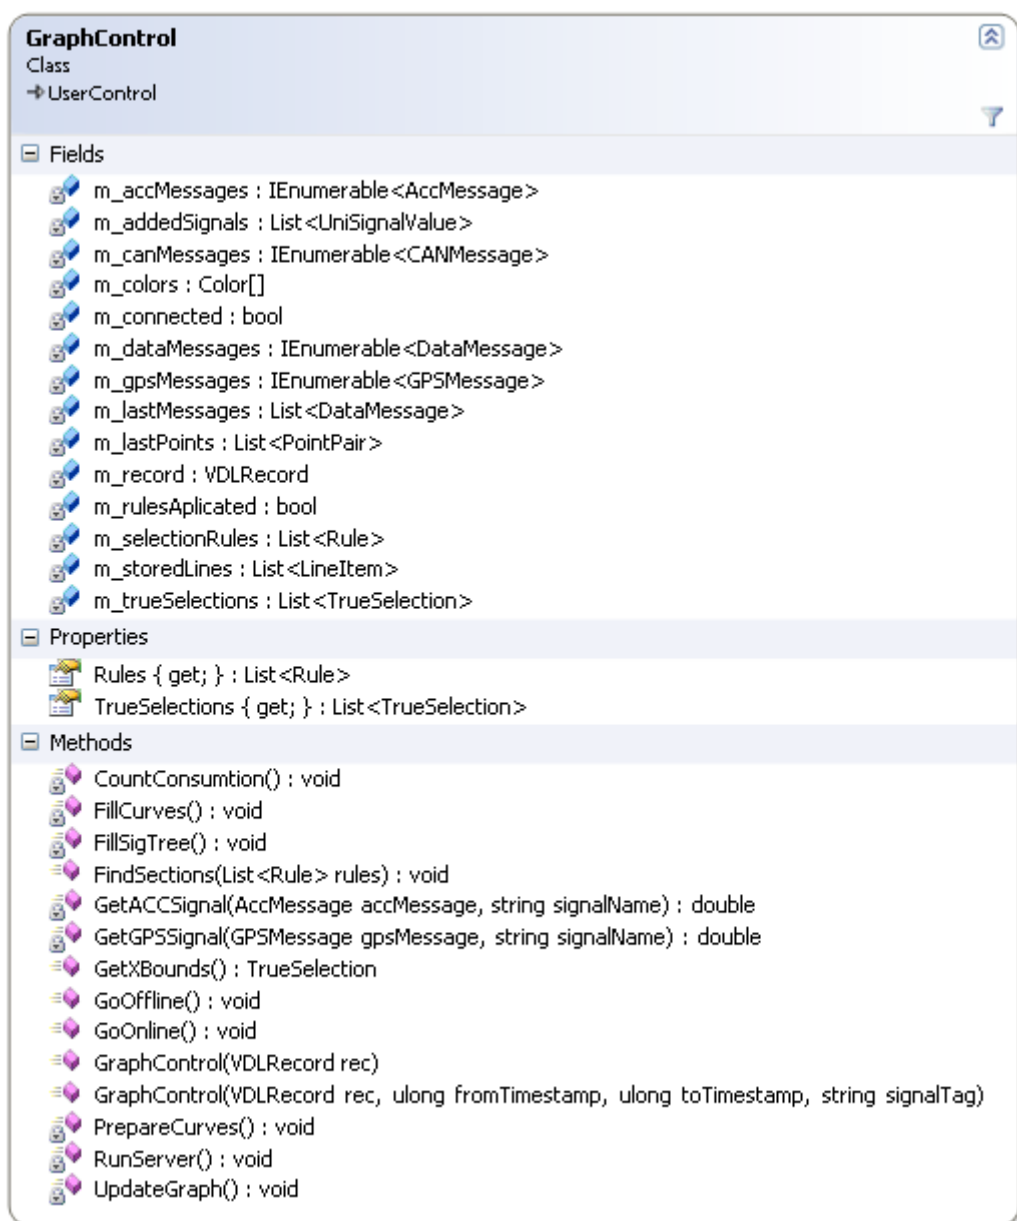 GraphControl
Class
UserControl
Fields
m_accMessages : IEnumerable<AccMessage>
m_addedSignals : List<UniSignalValue>
m_canMessages : IEnumerable<CANMessage>
m_colors : Color[]
m_connected : bool
m_dataMessages : IEnumerable<DataMessage>
m_gpsMessages : IEnumerable<GPSMessage>
m_lastMessages : List<DataMessage>
m_lastPoints : List<PointPair>
m_record : VDLRecord
m_rulesAplicated : bool
m_selectionRules : List<Rule>
m_storedLines : List<LineItem>
m_trueSelections : List<TrueSelection>
Properties
Rules { get; } : List<Rule>
TrueSelections { get; } : List<TrueSelection>
Methods
CountConsumtion() : void
FillCurves() : void
FillSigTree() : void
FindSections(List<Rule> rules) : void
GetACCSignal(AccMessage accMessage, string signalName) : double
GetGPSSignal(GPSMessage gpsMessage, string signalName) : double
GetXBounds() : TrueSelection
GoOffline() : void
GoOnline() : void
GraphControl(VDLRecord rec)
GraphControl(VDLRecord rec, ulong fromTimestamp, ulong toTimestamp, string signalTag)
PrepareCurves() : void
RunServer() : void
UpdateGraph() : void